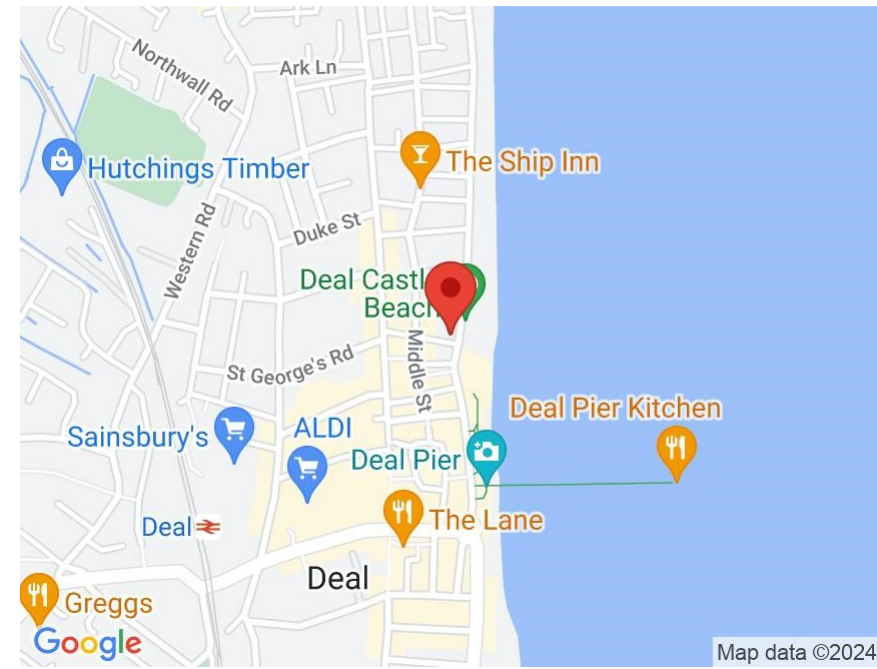 Northwall Rd
Ark Ln
Hutchings Timber
The Ship Inn
Western Rd
Duke St
Deal Castl
Beach
Middle St
St George's Rd
Deal Pier Kitchen
Sainsbury's
ALDI
Deal Pier
Deal
The Lane
Deal
Greggs
Google
Map data ©2024